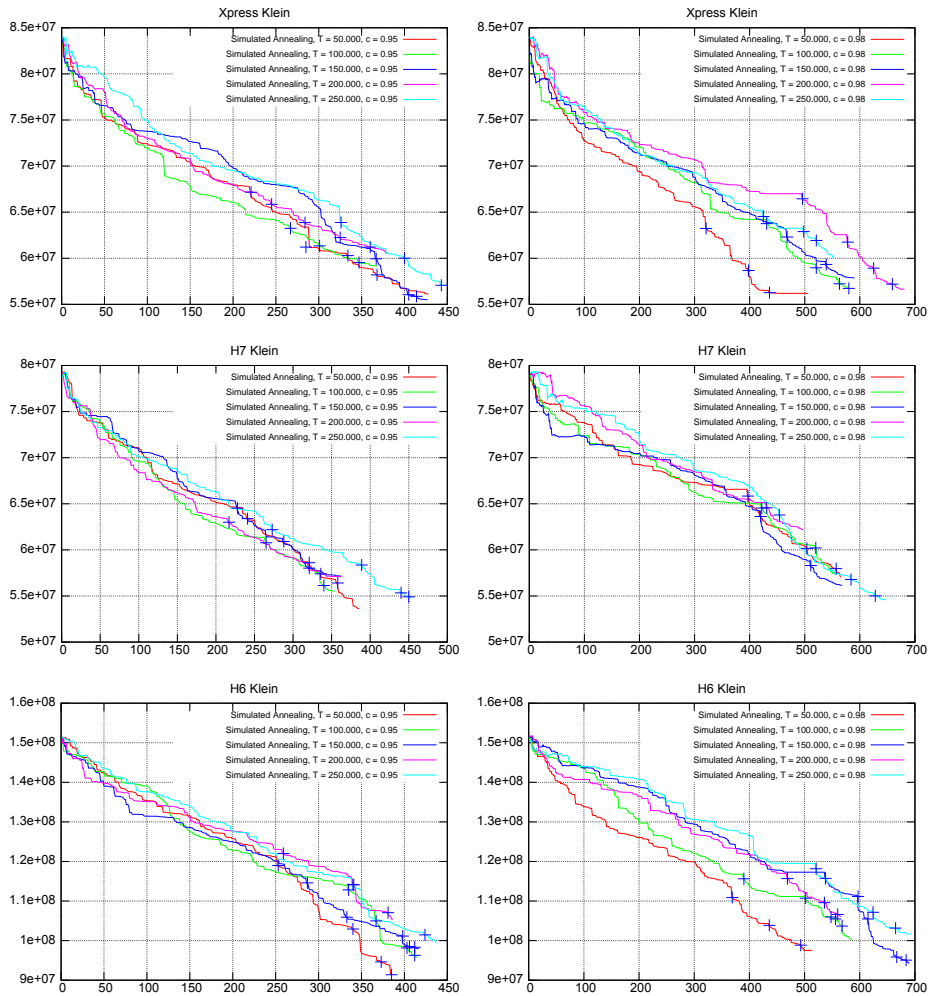 Xpress Klein
8.5e+07
8e+07
7.5e+07
7e+07
6.5e+07
6e+07
5.5e+07
0 50 100 150 200 250 300 350 400 450
Simulated Annealing, T = 50.000, c = 0.95
Simulated Annealing, T = 100.000, c = 0.95
Simulated Annealing, T = 150.000, c = 0.95
Simulated Annealing, T = 200.000, c = 0.95
Simulated Annealing, T = 250.000, c = 0.95
Xpress Klein
8.5e+07
8e+07
7.5e+07
7e+07
6.5e+07
6e+07
5.5e+07
0 100 200 300 400 500 600 700
Simulated Annealing, T = 50.000, c = 0.98
Simulated Annealing, T = 100.000, c = 0.98
Simulated Annealing, T = 150.000, c = 0.98
Simulated Annealing, T = 200.000, c = 0.98
Simulated Annealing, T = 250.000, c = 0.98
H7 Klein
8e+07
7.5e+07
7e+07
6.5e+07
6e+07
5.5e+07
5e+07
0 50 100 150 200 250 300 350 400 450 500
Simulated Annealing, T = 50.000, c = 0.95
Simulated Annealing, T = 100.000, c = 0.95
Simulated Annealing, T = 150.000, c = 0.95
Simulated Annealing, T = 200.000, c = 0.95
Simulated Annealing, T = 250.000, c = 0.95
H7 Klein
8e+07
7.5e+07
7e+07
6.5e+07
6e+07
5.5e+07
5e+07
0 100 200 300 400 500 600 700
Simulated Annealing, T = 50.000, c = 0.98
Simulated Annealing, T = 100.000, c = 0.98
Simulated Annealing, T = 150.000, c = 0.98
Simulated Annealing, T = 200.000, c = 0.98
Simulated Annealing, T = 250.000, c = 0.98
H6 Klein
1.6e+08
1.5e+08
1.4e+08
1.3e+08
1.2e+08
1.1e+08
1e+08
9e+07
0 50 100 150 200 250 300 350 400 450
Simulated Annealing, T = 50.000, c = 0.95
Simulated Annealing, T = 100.000, c = 0.95
Simulated Annealing, T = 150.000, c = 0.95
Simulated Annealing, T = 200.000, c = 0.95
Simulated Annealing, T = 250.000, c = 0.95
H6 Klein
1.6e+08
1.5e+08
1.4e+08
1.3e+08
1.2e+08
1.1e+08
1e+08
9e+07
0 100 200 300 400 500 600 700
Simulated Annealing, T = 50.000, c = 0.98
Simulated Annealing, T = 100.000, c = 0.98
Simulated Annealing, T = 150.000, c = 0.98
Simulated Annealing, T = 200.000, c = 0.98
Simulated Annealing, T = 250.000, c = 0.98